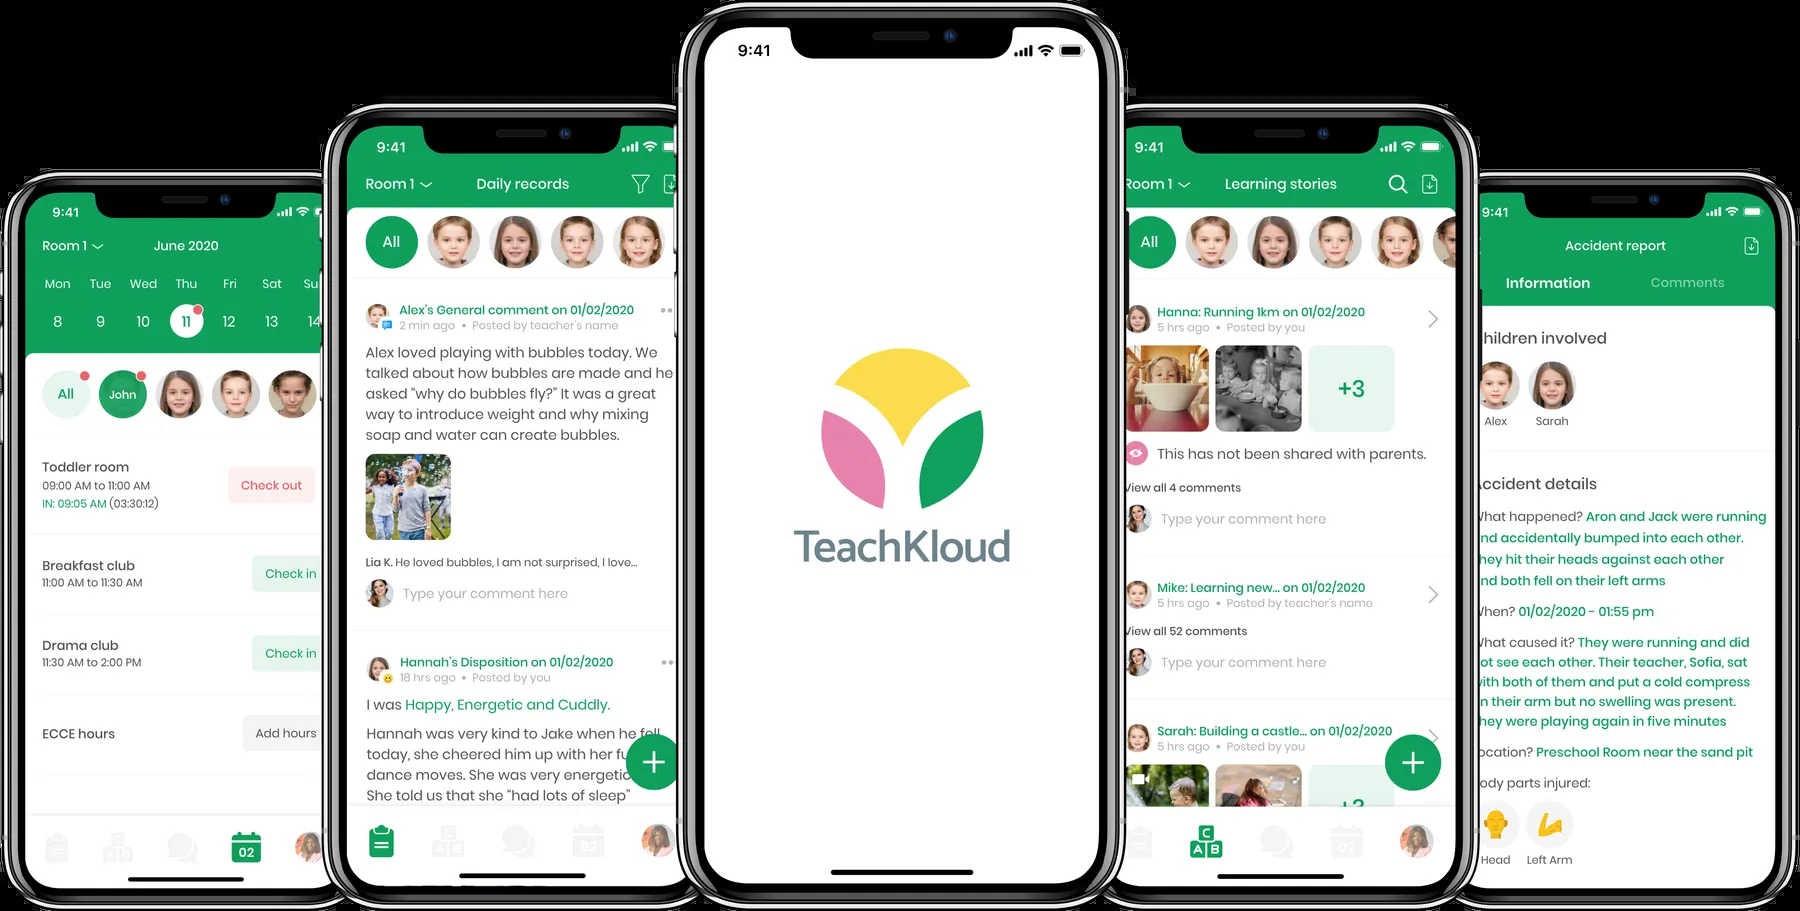 9:41
Room 1
June 2020
Mon Tue Wed Thu Fri Sat Su
8 9 10 11 12 13 14
All
John
Toddler room
09:00 AM to 11:00 AM
IN: 09:05 AM (03:30:12)
Check out
Breakfast club
11:00 AM to 11:30 AM
Check in
Drama club
11:30 AM to 2:00 PM
Check in
ECCE hours
Add hours
02
9:41
Room 1
Daily records
All
Alex's General comment on 01/02/2020
2 min ago • Posted by teacher's name
Alex loved playing with bubbles today. We
talked about how bubbles are made and he
asked “why do bubbles fly?” It was a great
way to introduce weight and why mixing
soap and water can create bubbles.
Lia K. He loved bubbles, I am not surprised, I love...
Type your comment here
Hannah's Disposition on 01/02/2020
18 hrs ago • Posted by you
I was Happy, Energetic and Cuddly.
Hannah was very kind to Jake when he fell
today, she cheered him up with her fu
dance moves. She was very energetic
She told us that she “had lots of sleep”
C
A B
02
9:41
TeachKloud
9:41
Room 1
Learning stories
All
Hanna: Running 1km on 01/02/2020
5 hrs ago • Posted by you
+3
This has not been shared with parents.
View all 4 comments
Type your comment here
Mike: Learning new... on 01/02/2020
5 hrs ago • Posted by teacher's name
View all 52 comments
Type your comment here
Sarah: Building a castle... on 01/02/2020
5 hrs ago • Posted by you
+3
C
A B
02
9:41
Accident report
Information
Comments
hildren involved
Alex
Sarah
ccident details
hat happened? Aron and Jack were running
nd accidentally bumped into each other.
hey hit their heads against each other
nd both fell on their left arms
hen? 01/02/2020 - 01:55 pm
hat caused it? They were running and did
ot see each other. Their teacher, Sofia, sat
ith both of them and put a cold compress
n their arm but no swelling was present.
hey were playing again in five minutes
ocation? Preschool Room near the sand pit
ody parts injured:
Head
Left Arm